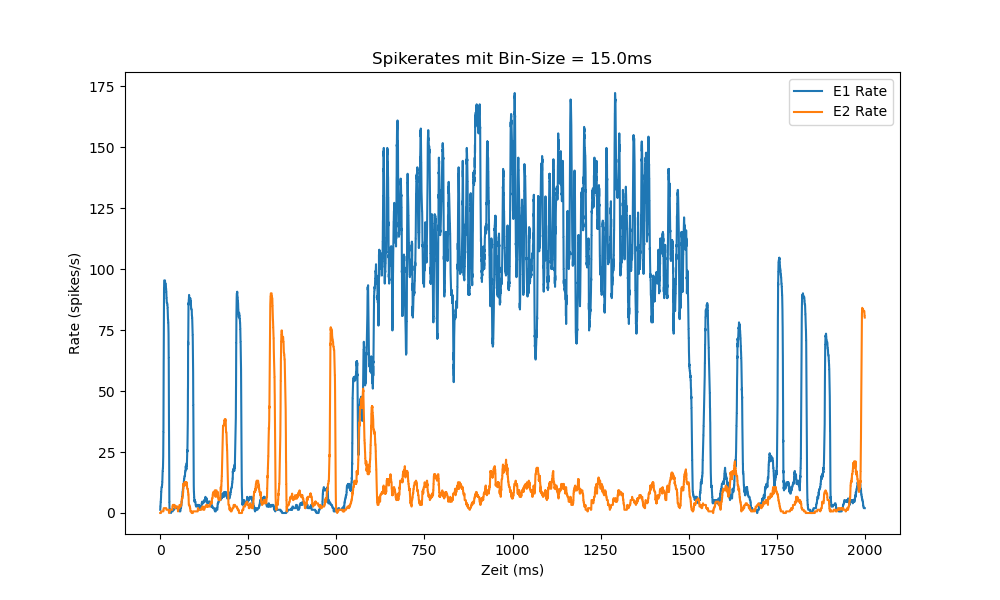 Spikerates mit Bin-Size = 15.0ms
E1 Rate
E2 Rate
Rate (spikes/s)
175
150
125
100
75
50
25
0
0 250 500 750 1000 1250 1500 1750 2000
Zeit (ms)